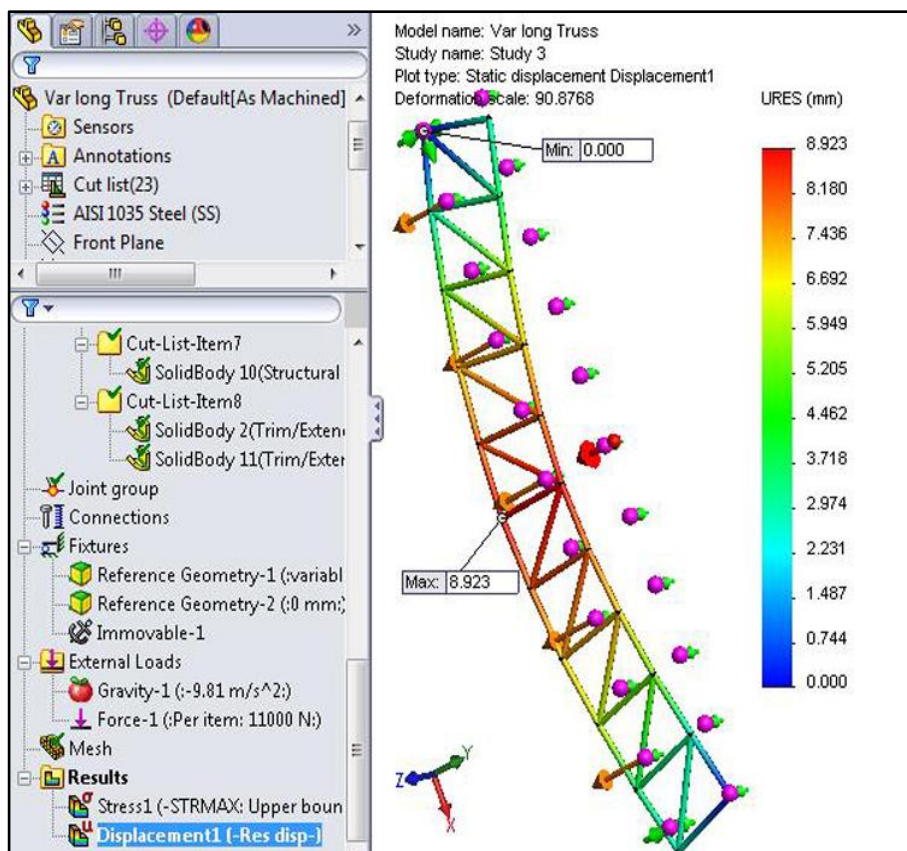 Var long Truss (Default[As Machined]
Sensors
Annotations
Cut list(23)
AISI 1035 Steel (SS)
Front Plane
Cut-List-Item7
SolidBody 10(Structural
Cut-List-Item8
SolidBody 2(Trim/Exten
SolidBody 11(Trim/Exter
Joint group
Connections
Fixtures
Reference Geometry-1 (:variabl
Reference Geometry-2 (:0 mm:)
Immovable-1
External Loads
Gravity-1 (:-9.81 m/s^2:)
Force-1 (:Per item: 11000 N:)
Mesh
Results
Stress1 (-STRMAX: Upper boun
Displacement1 (-Res disp-)
Model name: Var long Truss
Study name: Study 3
Plot type: Static displacement Displacement1
Deformation scale: 90.8768
Min: 0.000
Max: 8.923
Z
Y
X
URES (mm)
8.923
8.180
7.436
6.692
5.949
5.205
4.462
3.718
2.974
2.231
1.487
0.744
0.000